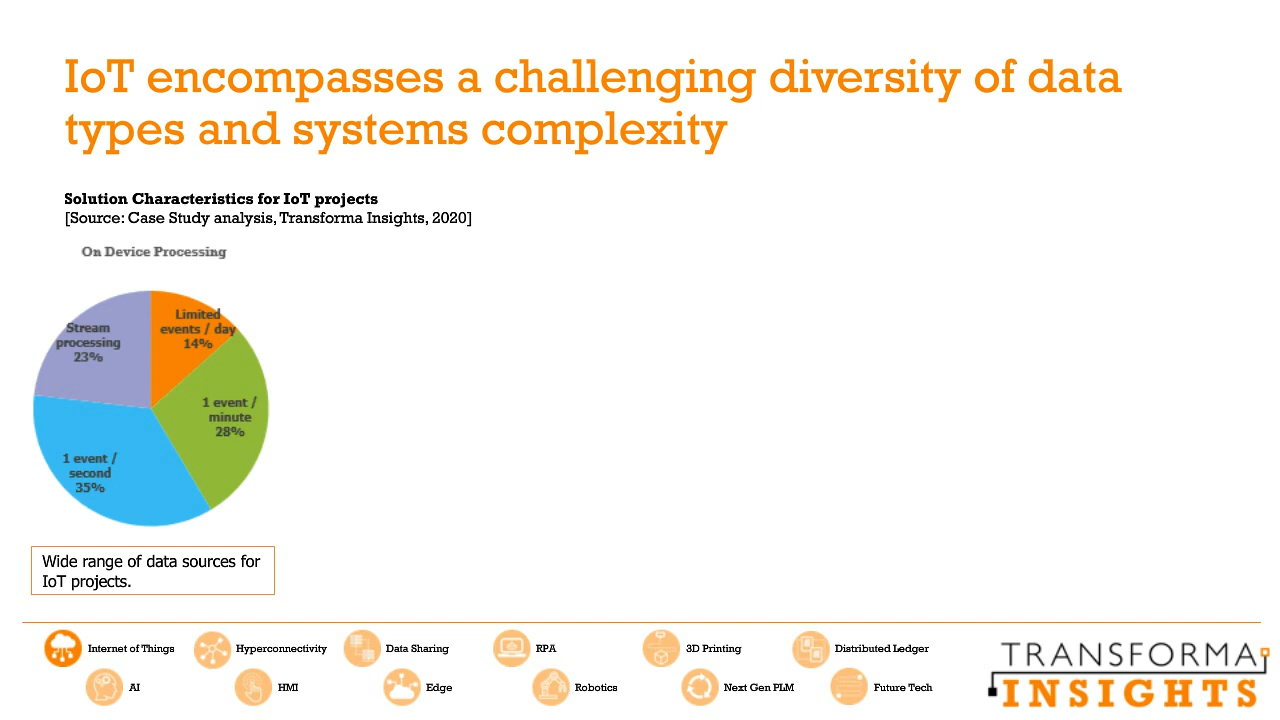 IoT encompasses a challenging diversity of data
types and systems complexity
Solution Characteristics for IoT projects
[Source: Case Study analysis, Transforma Insights, 2020]
On Device Processing
Stream
processing
23%
Limited
events / day
14%
1 event /
minute
28%
1 event /
second
35%
Wide range of data sources for
IoT projects.
Internet of Things
Hyperconnectivity
Data Sharing
RPA
3D Printing
Distributed Ledger
AI
HMI
Edge
Robotics
Next Gen PLM
Future Tech
TRANSFORMA
INSIGHTS